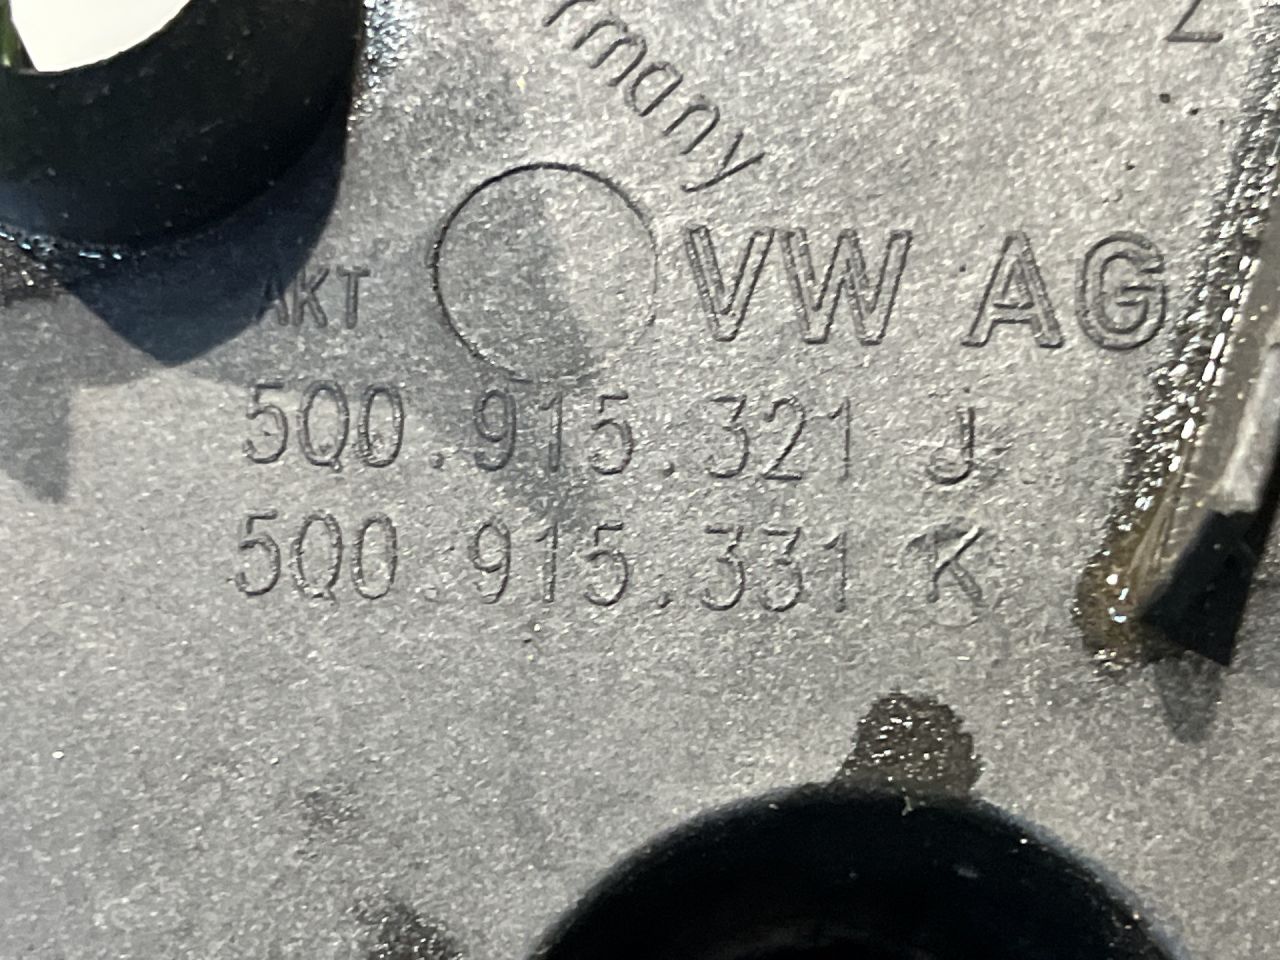 rmany
AKT VW AG
5Q0.915.321 J
5Q0.915.331 K